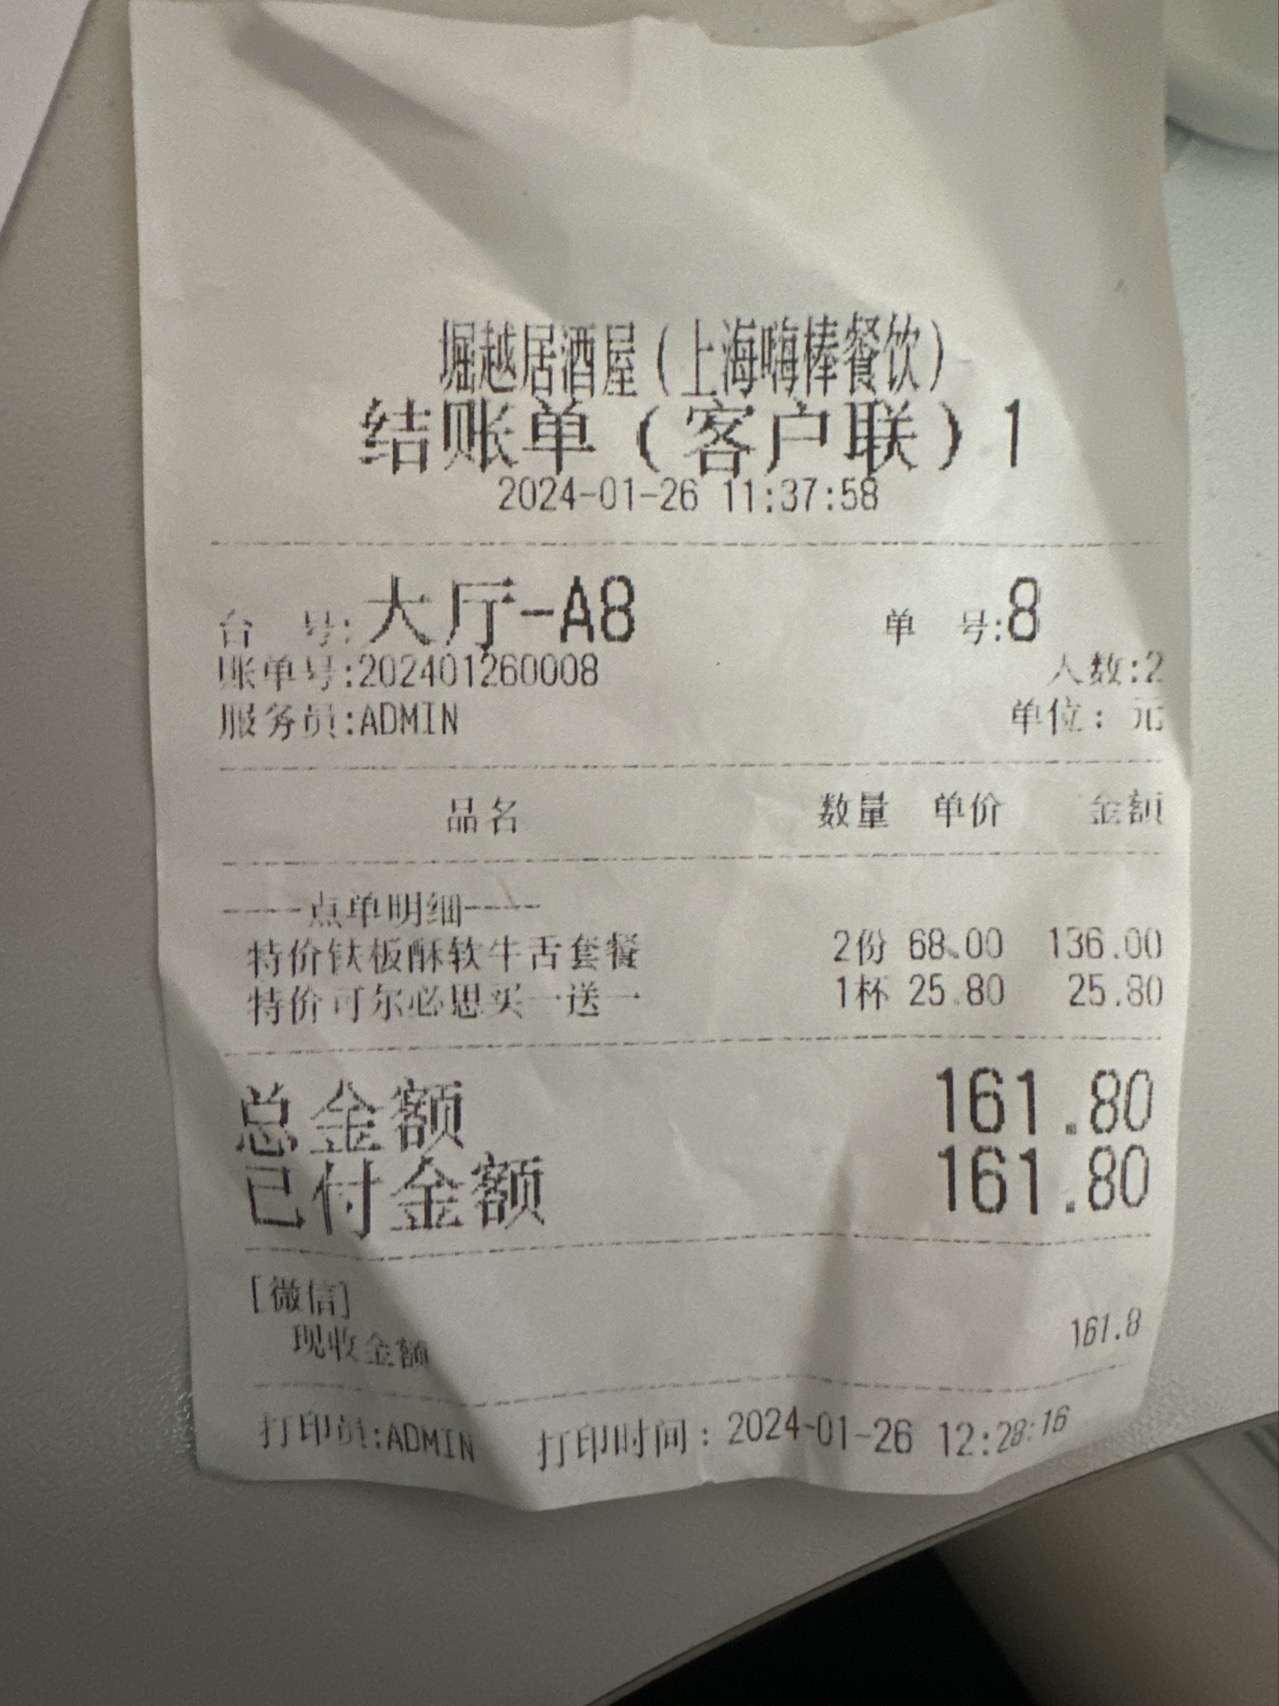 堀越居酒屋(上海嗨棒餐饮)
结账单(客户联)1
2024-01-26 11:37:58
台 号:大厅-A8 单 号:8
账单号:202401260008 人数:2
服务员:ADMIN 单位: 元
品名 数量 单价 金额
----点单明细----
特价钛板酥软牛舌套餐 2份 68.00 136.00
特价可尔必思买一送一 1杯 25.80 25.80
总金额 161.80
已付金额 161.80
[微信]
现收金额 161.8
打印员:ADMIN 打印时间:2024-01-26 12:28:16